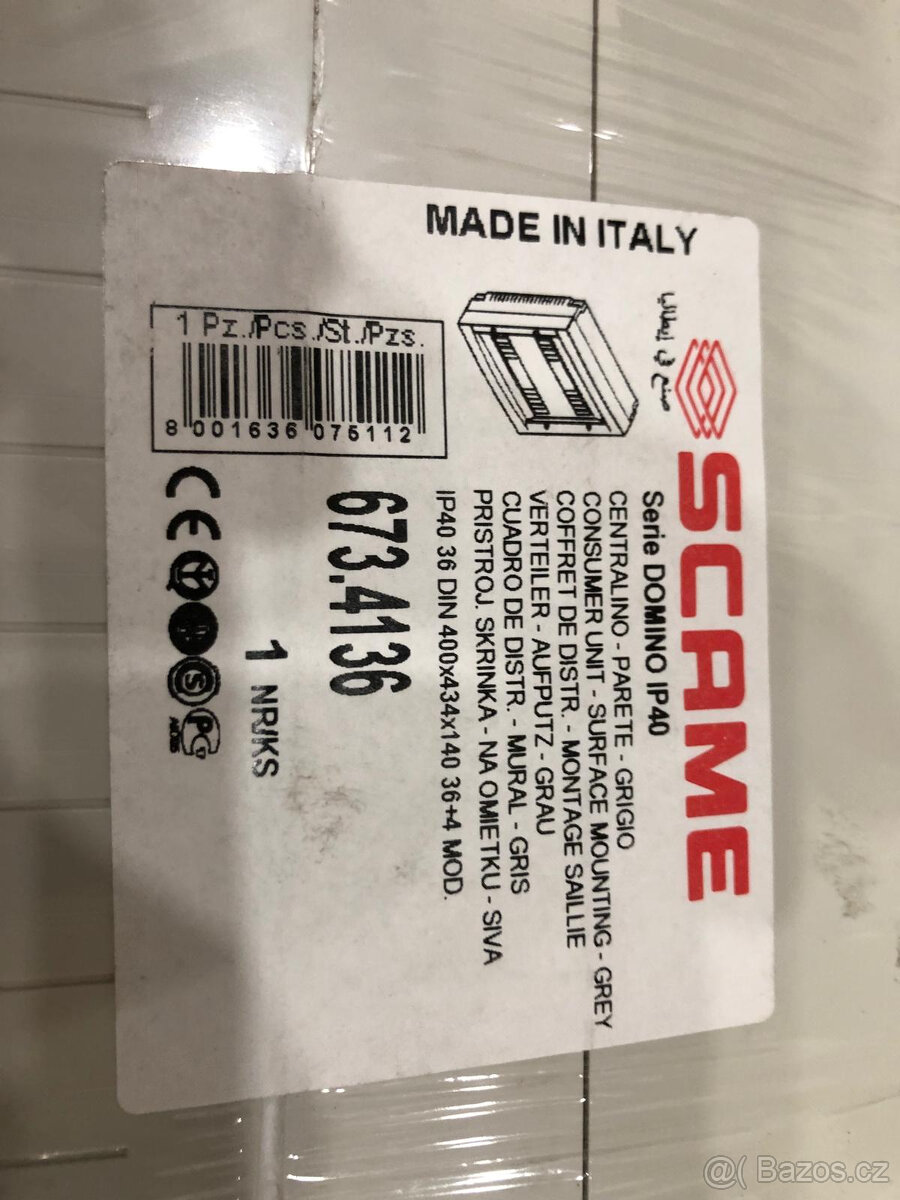 MADE IN ITALY
صنع في إيطاليا
SCAME
Serie DOMINO IP40
CENTRALINO - PARETE - GRIGIO
CONSUMER UNIT - SURFACE MOUNTING - GREY
COFFRET DE DISTR. - MONTAGE SAILLIE
VERTEILER - AUFPUTZ - GRAU
CUADRO DE DISTR. - MURAL - GRIS
PRISTROJ. SKRINKA - NA OMIETKU - SIVA
IP40 36 DIN 400x434x140 36+4 MOD.
673.4136
1 NR/KS
1 Pz./Pcs./St./Pzs.
8 001636 075112
CE
@( Bazos.cz